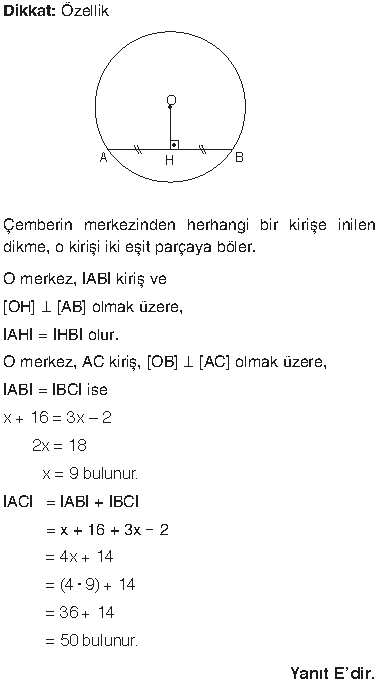 Dikkat: Özellik
O
A H B
Çemberin merkezinden herhangi bir kirişe inilen
dikme, o kirişi iki eşit parçaya böler.
O merkez, IABI kiriş ve
[OH] ⊥ [AB] olmak üzere,
IAHI = IHBI olur.
O merkez, AC kiriş, [OB] ⊥ [AC] olmak üzere,
IABI = IBCI ise
x + 16 = 3x – 2
2x = 18
x = 9 bulunur.
IACI = IABI + IBCI
= x + 16 + 3x – 2
= 4x + 14
= (4 · 9) + 14
= 36 + 14
= 50 bulunur.
Yanıt E'dir.